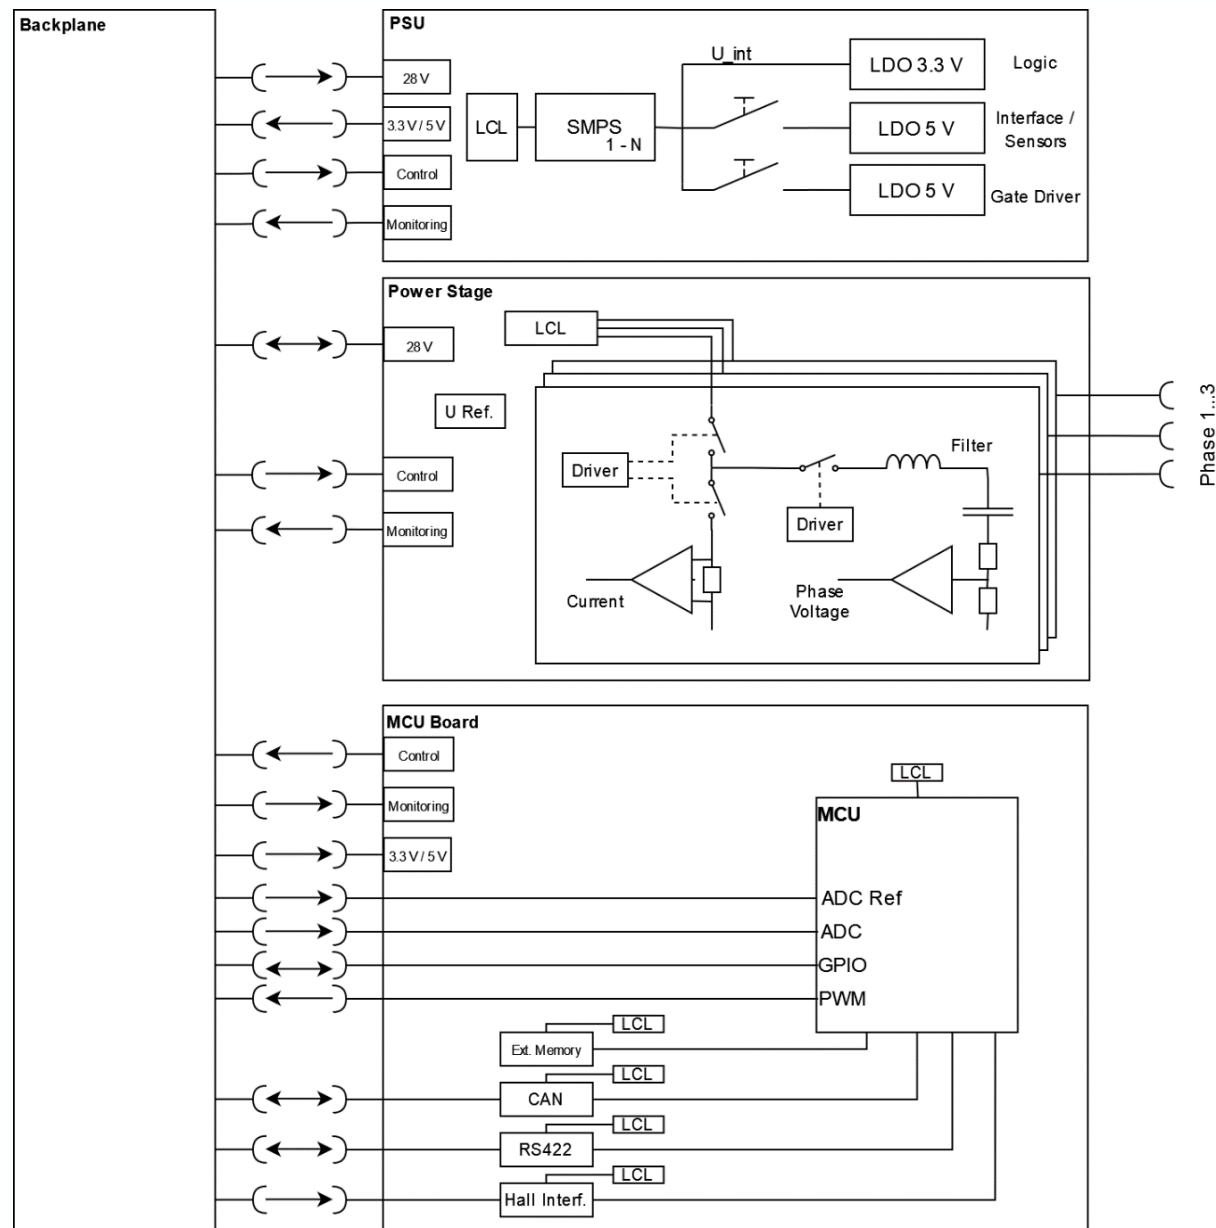 Backplane
PSU
28 V
3.3 V / 5 V
Control
Monitoring
LCL
SMPS
1 - N
U_int
LDO 3.3 V
Logic
LDO 5 V
Interface /
Sensors
LDO 5 V
Gate Driver
Power Stage
28 V
LCL
U Ref.
Control
Monitoring
Driver
Driver
Filter
Current
Phase
Voltage
Phase 1...3
MCU Board
Control
Monitoring
3.3 V / 5 V
LCL
MCU
ADC Ref
ADC
GPIO
PWM
LCL
Ext. Memory
LCL
CAN
LCL
RS422
LCL
Hall Interf.